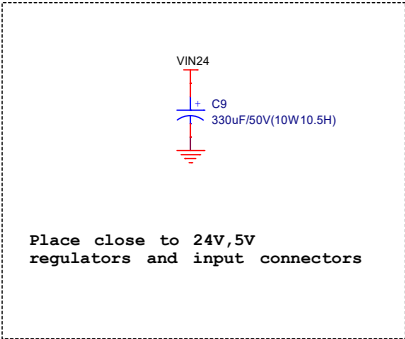 VIN24
+ C9
330uF/50V(10W10.5H)
Place close to 24V,5V
regulators and input connectors